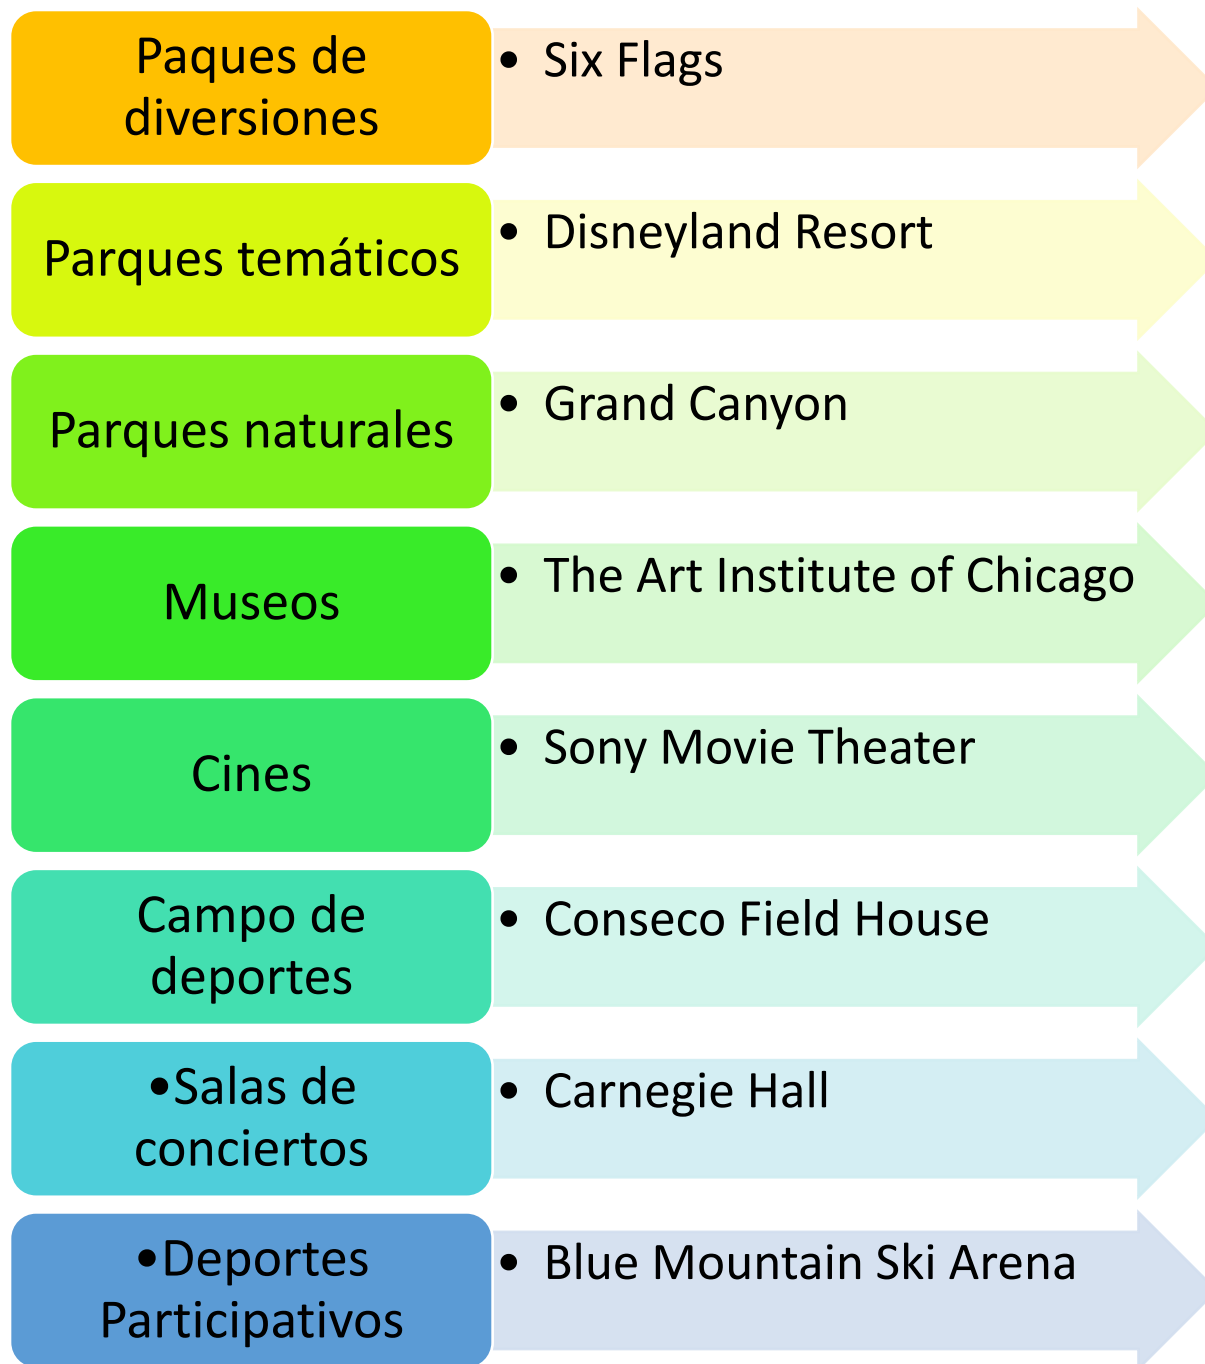 Paques de
diversiones
• Six Flags
Parques temáticos
• Disneyland Resort
Parques naturales
• Grand Canyon
Museos
• The Art Institute of Chicago
Cines
• Sony Movie Theater
Campo de
deportes
• Conseco Field House
•Salas de
conciertos
• Carnegie Hall
•Deportes
Participativos
• Blue Mountain Ski Arena